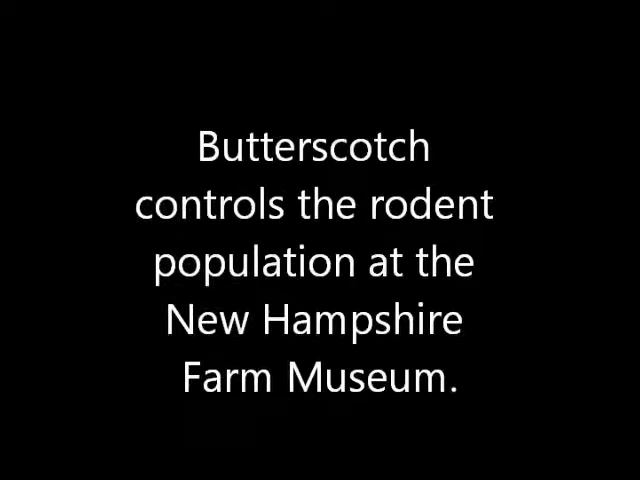 Butterscotch
controls the rodent
population at the
New Hampshire
Farm Museum.